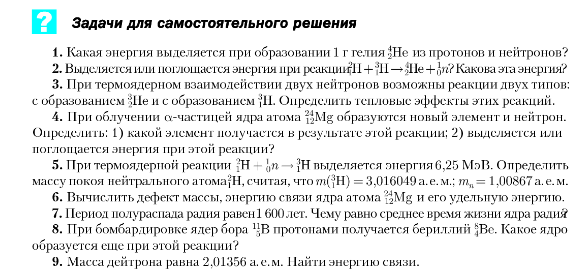 ? Задачи для самостоятельного решения
1. Какая энергия выделяется при образовании 1 г гелия ⁴₂He из протонов и нейтронов?
2. Выделяется или поглощается энергия при реакции ²₁H + ³₁H → ⁴₂He + ¹₀n? Какова эта энергия?
3. При термоядерном взаимодействии двух нейтронов возможны реакции двух типов:
с образованием ³₂He и с образованием ³₁H. Определить тепловые эффекты этих реакций.
4. При облучении α-частицей ядра атома ²⁴₁₂Mg образуются новый элемент и нейтрон.
Определить: 1) какой элемент получается в результате этой реакции; 2) выделяется или
поглощается энергия при этой реакции?
5. При термоядерной реакции ²₁H + ¹₀n → ³₁H выделяется энергия 6,25 МэВ. Определить
массу покоя нейтрального атома ²₁H, считая, что m(³₁H) = 3,016049 а. е. м.; mₙ = 1,00867 а. е. м.
6. Вычислить дефект массы, энергию связи ядра атома ²⁴₁₂Mg и его удельную энергию.
7. Период полураспада радия равен 1 600 лет. Чему равно среднее время жизни ядра радия?
8. При бомбардировке ядер бора ¹¹₅B протонами получается бериллий ⁸₄Be. Какое ядро
образуется еще при этой реакции?
9. Масса дейтрона равна 2,01356 а. е. м. Найти энергию связи.